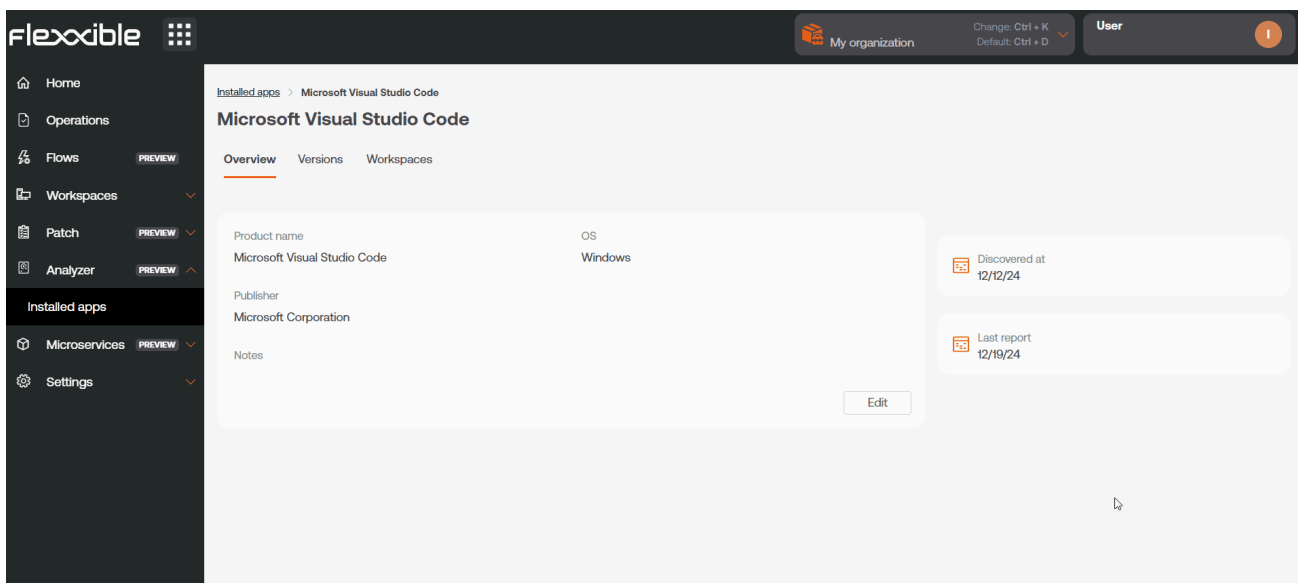 Flexxible
My organization
Change: Ctrl + K
Default: Ctrl + D
User
I
Home
Operations
Flows PREVIEW
Workspaces
Patch PREVIEW
Analyzer PREVIEW
Installed apps
Microservices PREVIEW
Settings
Installed apps > Microsoft Visual Studio Code
Microsoft Visual Studio Code
Overview Versions Workspaces
Product name
Microsoft Visual Studio Code
OS
Windows
Publisher
Microsoft Corporation
Notes
Edit
Discovered at
12/12/24
Last report
12/19/24